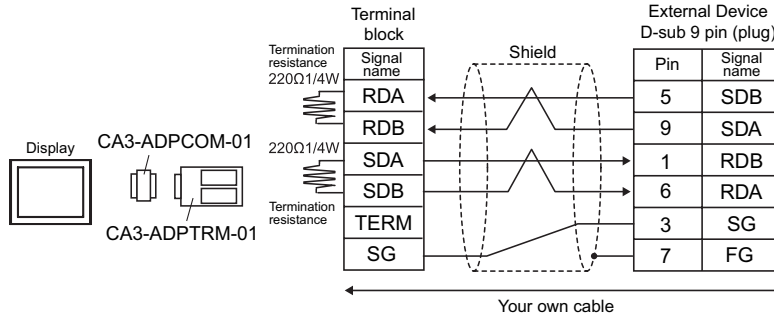 Terminal
block
External Device
D-sub 9 pin (plug)
Termination
resistance
220Ω1/4W
Signal
name
Shield
Pin
Signal
name
RDA
5
SDB
RDB
9
SDA
Display
CA3-ADPCOM-01
220Ω1/4W
SDA
1
RDB
SDB
6
RDA
Termination
resistance
CA3-ADPTRM-01
TERM
3
SG
SG
7
FG
Your own cable